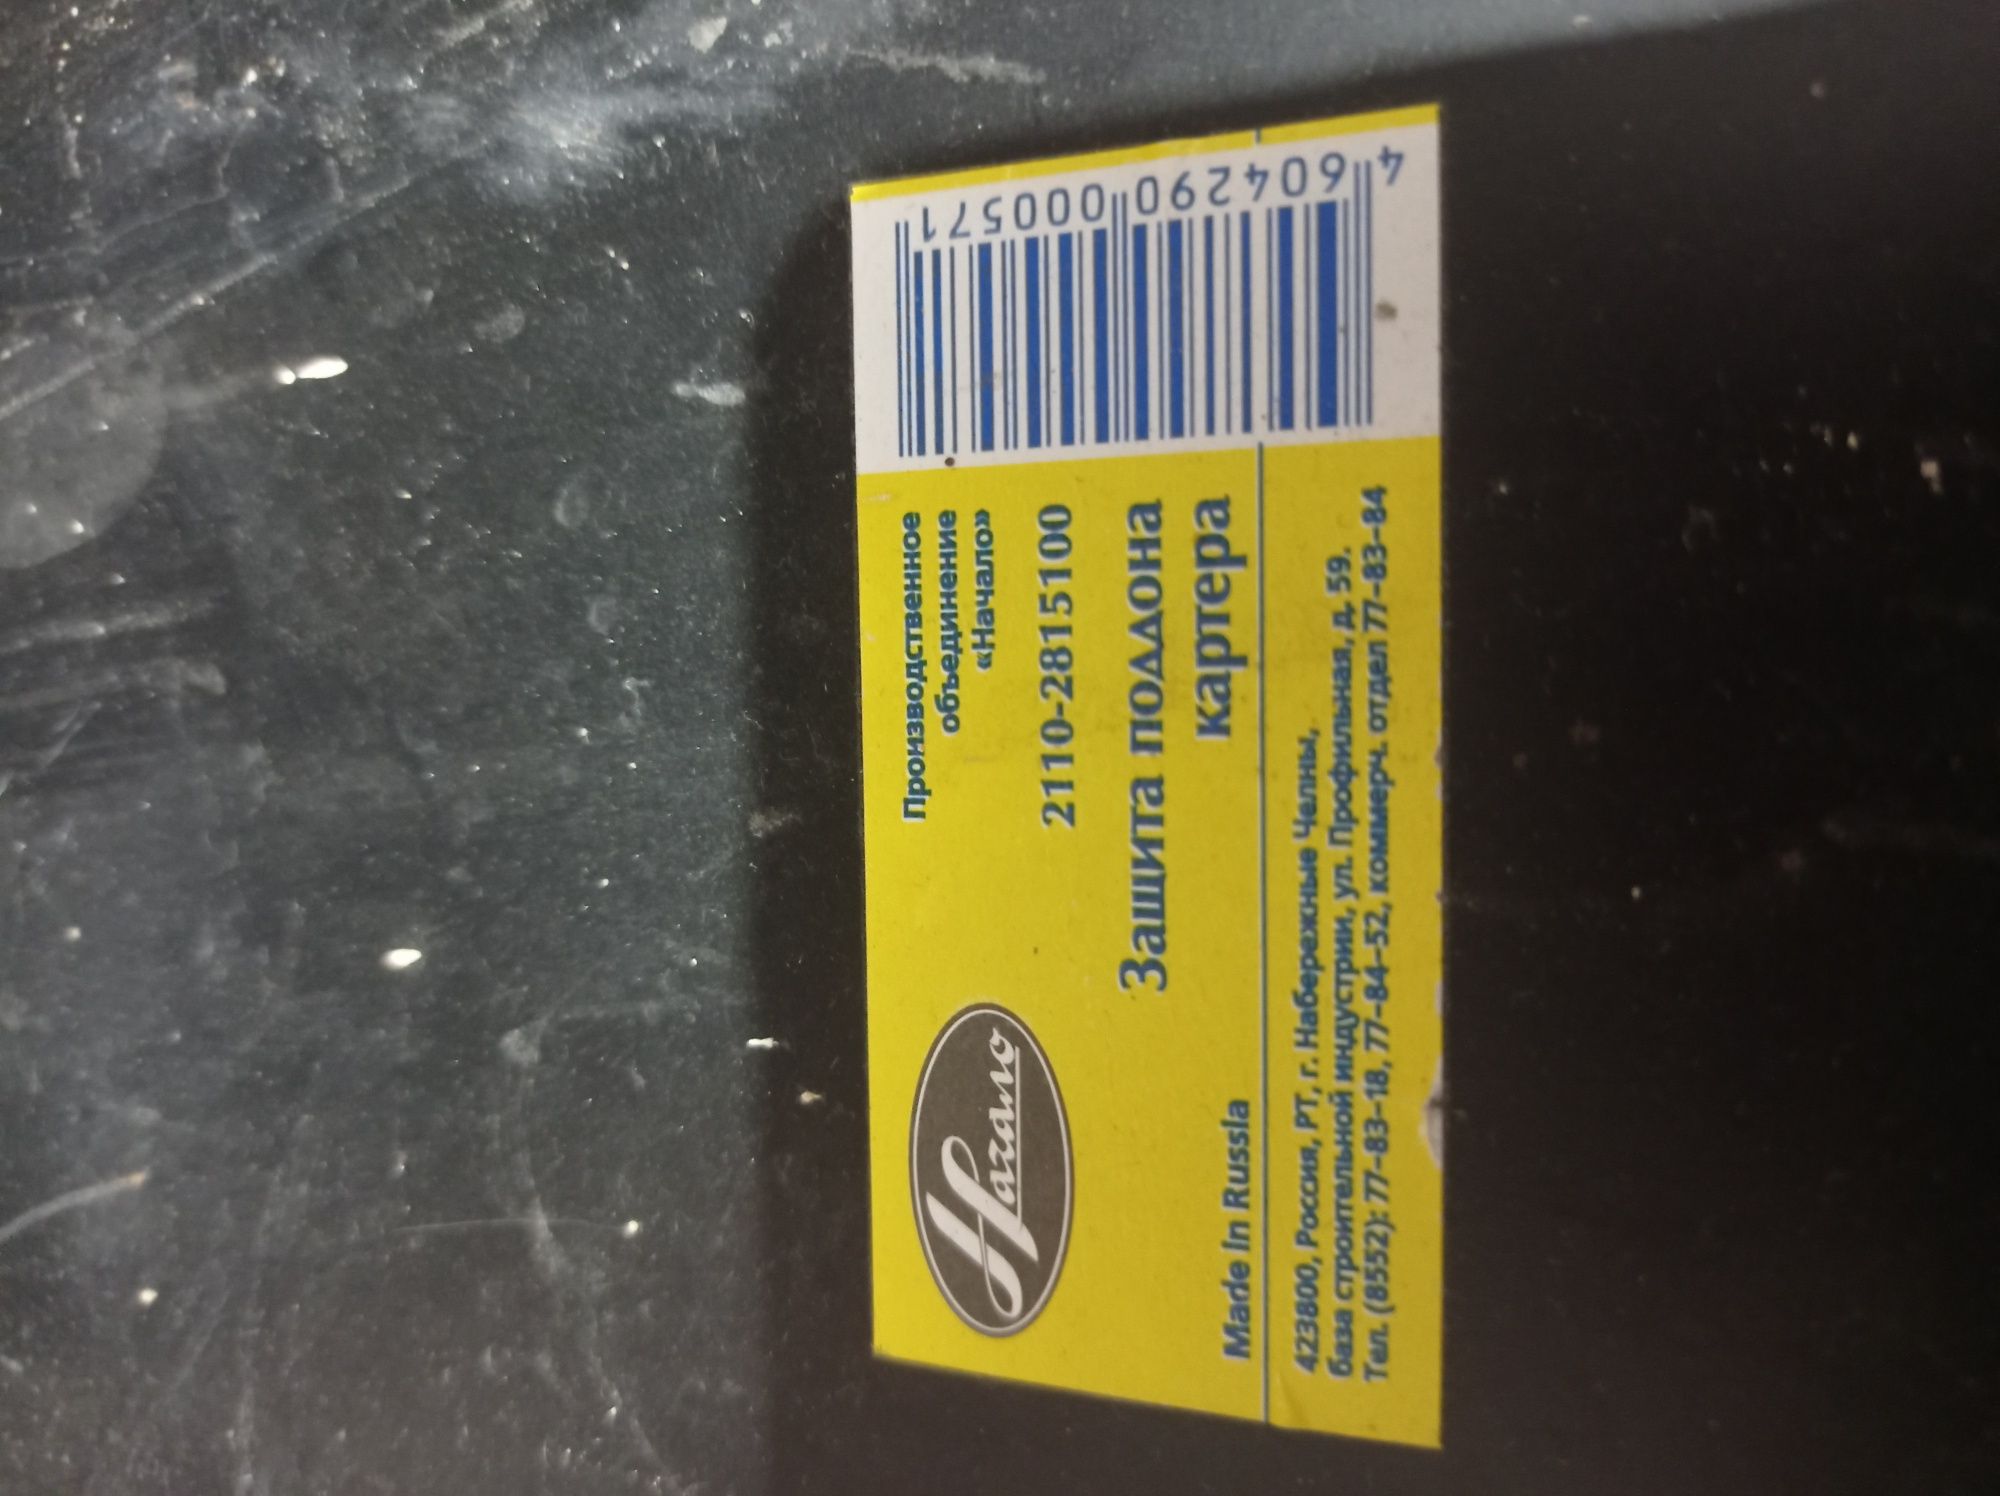 Начало
Производственное
объединение
«Начало»
2110-2815100
Защита поддона
картера
Made in Russia
423800, Россия, РТ, г. Набережные Челны,
база строительной индустрии, ул. Профильная, д. 59.
Тел. (8552): 77-83-18, 77-84-52, коммерч. отдел 77-83-84
4 604290 000571